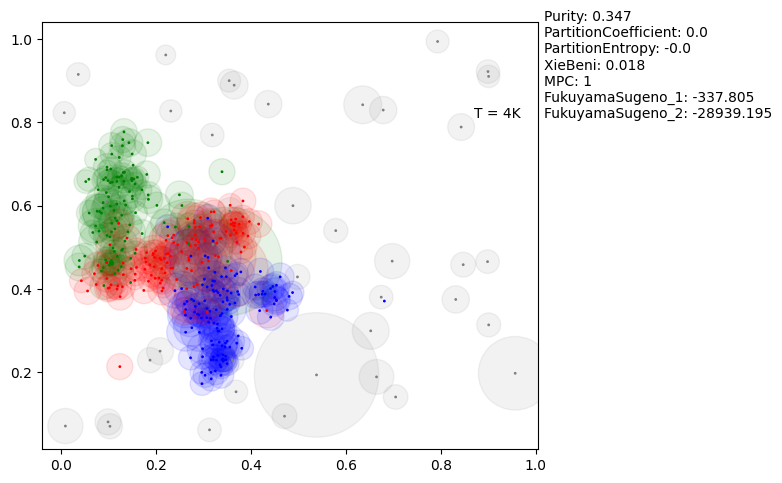 Purity: 0.347
PartitionCoefficient: 0.0
PartitionEntropy: -0.0
XieBeni: 0.018
MPC: 1
FukuyamaSugeno_1: -337.805
FukuyamaSugeno_2: -28939.195
T = 4K
1.0
0.8
0.6
0.4
0.2
0.0 0.2 0.4 0.6 0.8 1.0